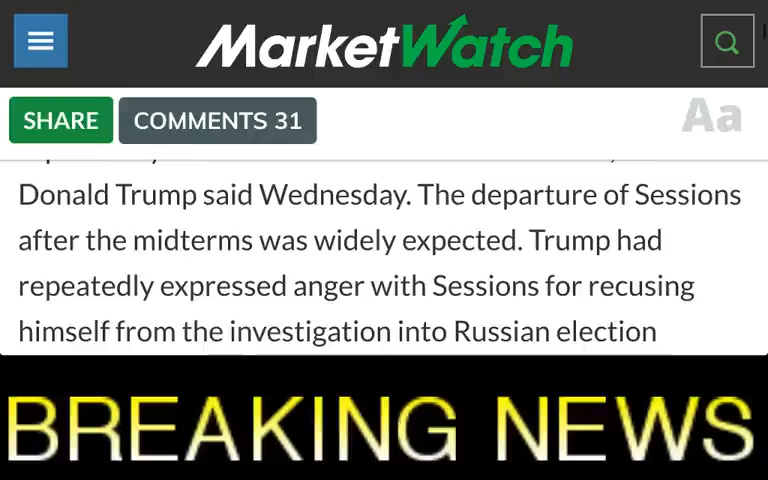 MarketWatch
SHARE COMMENTS 31 Aa
Donald Trump said Wednesday. The departure of Sessions
after the midterms was widely expected. Trump had
repeatedly expressed anger with Sessions for recusing
himself from the investigation into Russian election
BREAKING NEWS